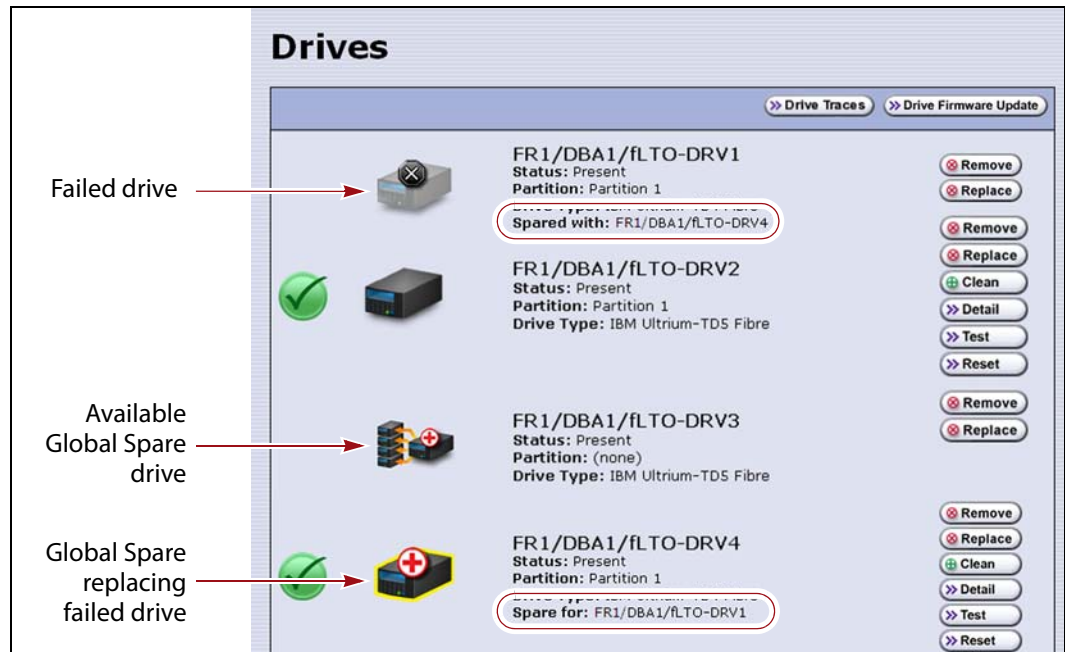 Drives
Drive Traces
Drive Firmware Update
Failed drive
FR1/DBA1/fLTO-DRV1
Status: Present
Partition: Partition 1
Spared with: FR1/DBA1/fLTO-DRV4
Remove
Replace
FR1/DBA1/fLTO-DRV2
Status: Present
Partition: Partition 1
Drive Type: IBM Ultrium-TD5 Fibre
Remove
Replace
Clean
Detail
Test
Reset
Available
Global Spare
drive
FR1/DBA1/fLTO-DRV3
Status: Present
Partition: (none)
Drive Type: IBM Ultrium-TD5 Fibre
Remove
Replace
Global Spare
replacing
failed drive
FR1/DBA1/fLTO-DRV4
Status: Present
Partition: Partition 1
Spare for: FR1/DBA1/fLTO-DRV1
Remove
Replace
Clean
Detail
Test
Reset